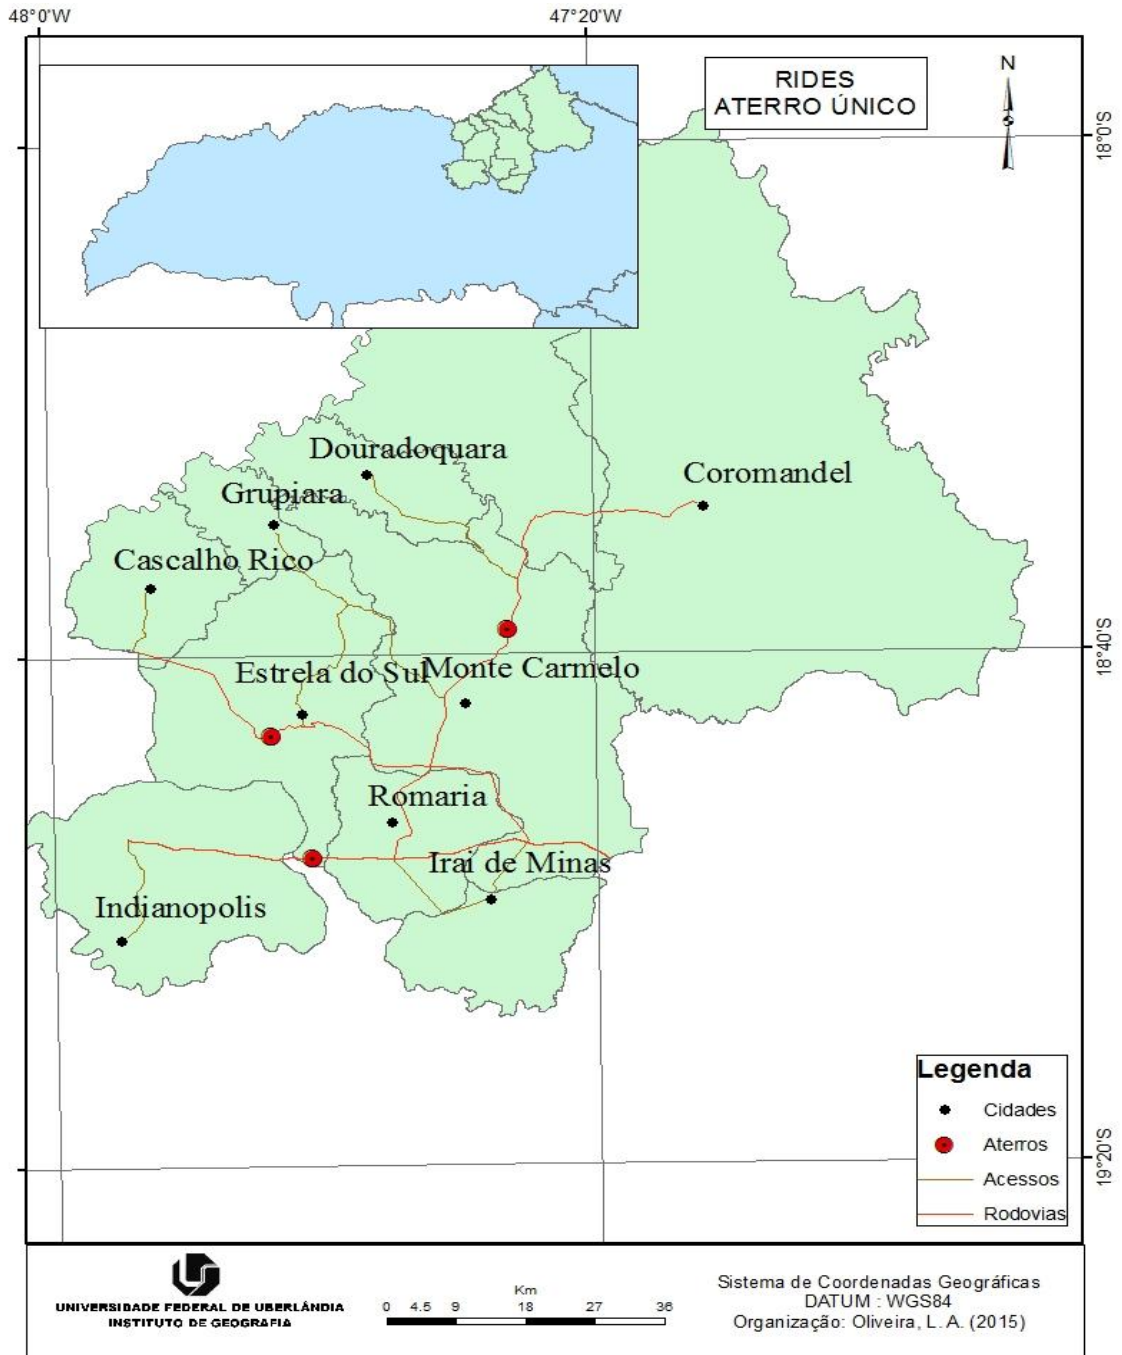 48°0'W
47°20'W
RIDES
ATERRO ÚNICO
N
18°0'S
Douradoquara
Coromandel
Grupiara
Cascalho Rico
18°40'S
Estrela do Sul
Monte Carmelo
Romaria
Irai de Minas
Indianopolis
Legenda
Cidades
Aterros
Acessos
Rodovias
19°20'S
UNIVERSIDADE FEDERAL DE UBERLÂNDIA
INSTITUTO DE GEOGRAFIA
Km
0 4.5 9 18 27 36
Sistema de Coordenadas Geográficas
DATUM : WGS84
Organização: Oliveira, L. A. (2015)